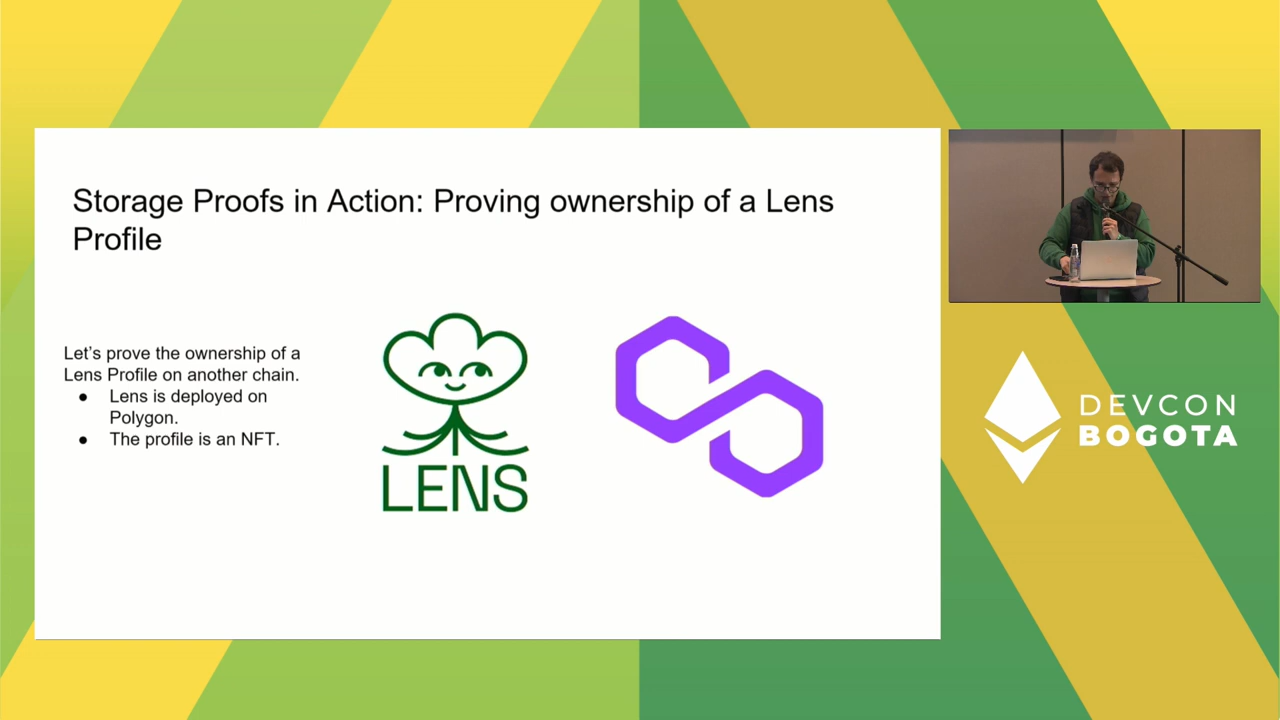 Storage Proofs in Action: Proving ownership of a Lens
Profile
Let's prove the ownership of a
Lens Profile on another chain.
● Lens is deployed on
Polygon.
● The profile is an NFT.
LENS
DEVCON
BOGOTA